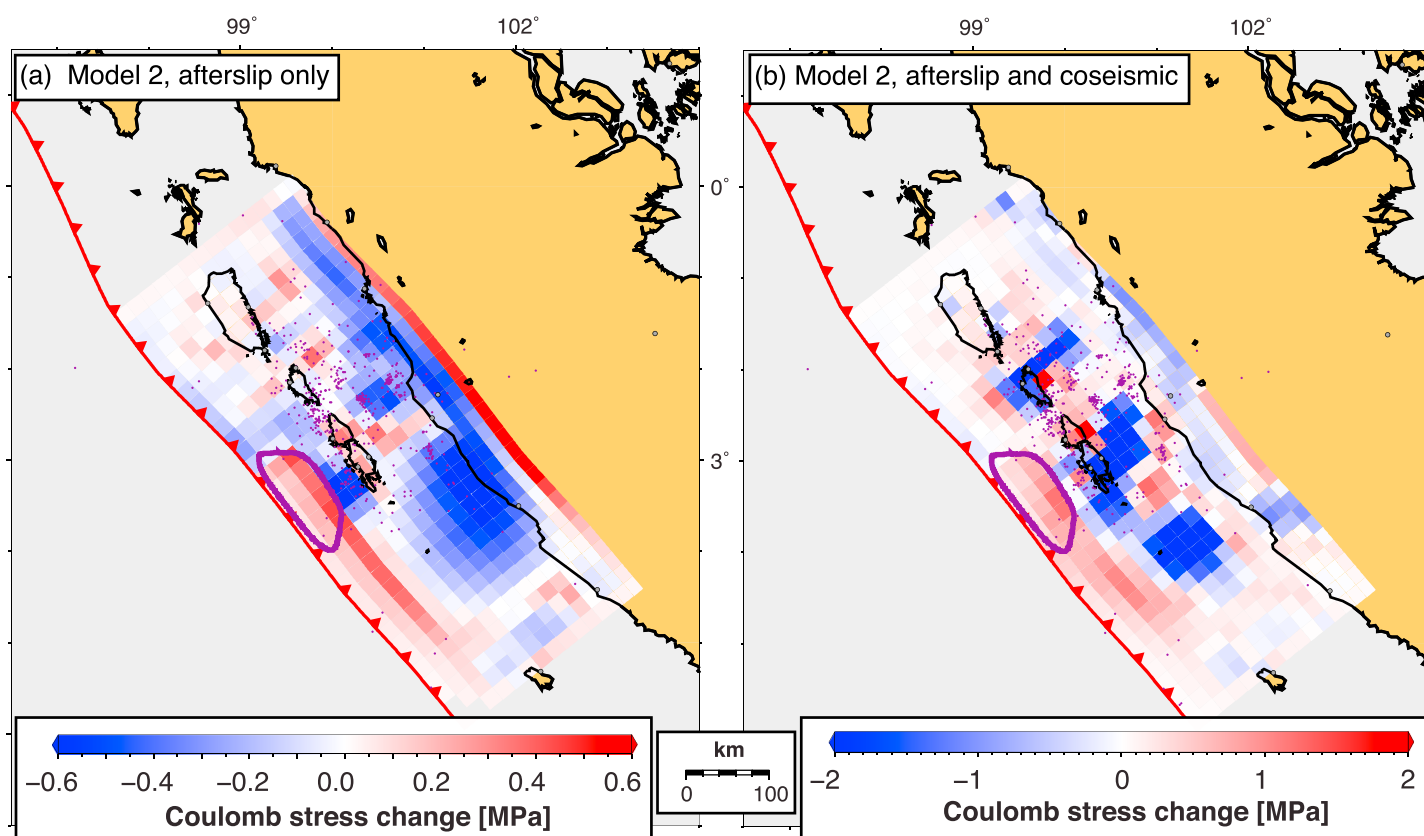 99° 102° 99° 102°
(a) Model 2, afterslip only
(b) Model 2, afterslip and coseismic
0°
3°
−0.6 −0.4 −0.2 0.0 0.2 0.4 0.6
Coulomb stress change [MPa]
km
0 100
−2 −1 0 1 2
Coulomb stress change [MPa]